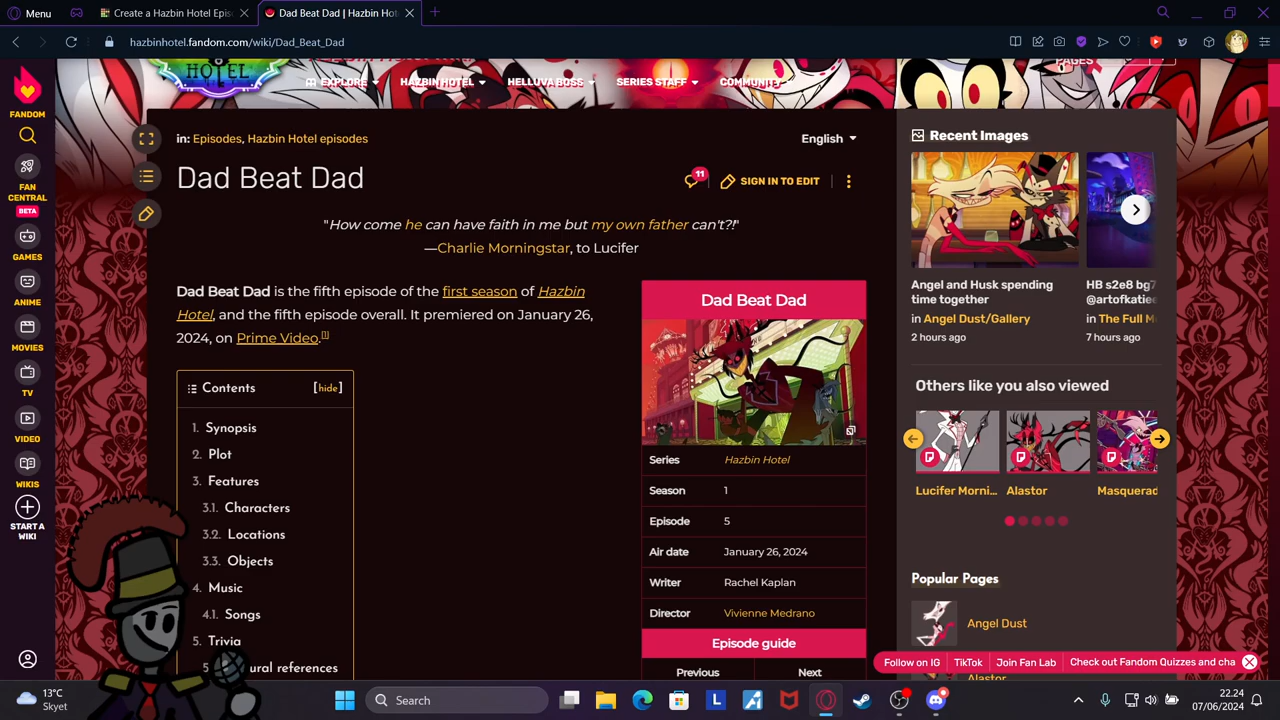 Menu
Create a Hazbin Hotel Epis
Dad Beat Dad | Hazbin Hot
hazbinhotel.fandom.com/wiki/Dad_Beat_Dad
HOTEL
EXPLORE
HAZBIN HOTEL
HELLUVA BOSS
SERIES STAFF
COMMUNITY
PAGES
FANDOM
FAN CENTRAL
BETA
GAMES
ANIME
MOVIES
TV
VIDEO
WIKIS
START A WIKI
in: Episodes, Hazbin Hotel episodes
English
Dad Beat Dad
11
SIGN IN TO EDIT
"How come he can have faith in me but my own father can't?!"
—Charlie Morningstar, to Lucifer
Dad Beat Dad is the fifth episode of the first season of Hazbin
Hotel, and the fifth episode overall. It premiered on January 26,
2024, on Prime Video.[1]
Contents [hide]
1. Synopsis
2. Plot
3. Features
3.1. Characters
3.2. Locations
3.3. Objects
4. Music
4.1. Songs
5. Trivia
5 ural references
Dad Beat Dad
Series Hazbin Hotel
Season 1
Episode 5
Air date January 26, 2024
Writer Rachel Kaplan
Director Vivienne Medrano
Episode guide
Previous Next
Recent Images
Angel and Husk spending
time together
in Angel Dust/Gallery
2 hours ago
HB s2e8 bg7
@artofkatie
in The Full M
7 hours ago
Others like you also viewed
Lucifer Morni...
Alastor
Masquerad
Popular Pages
Angel Dust
Alastor
Follow on IG
TikTok
Join Fan Lab
Check out Fandom Quizzes and cha
13°C
Skyet
Search
22.24
07/06/2024